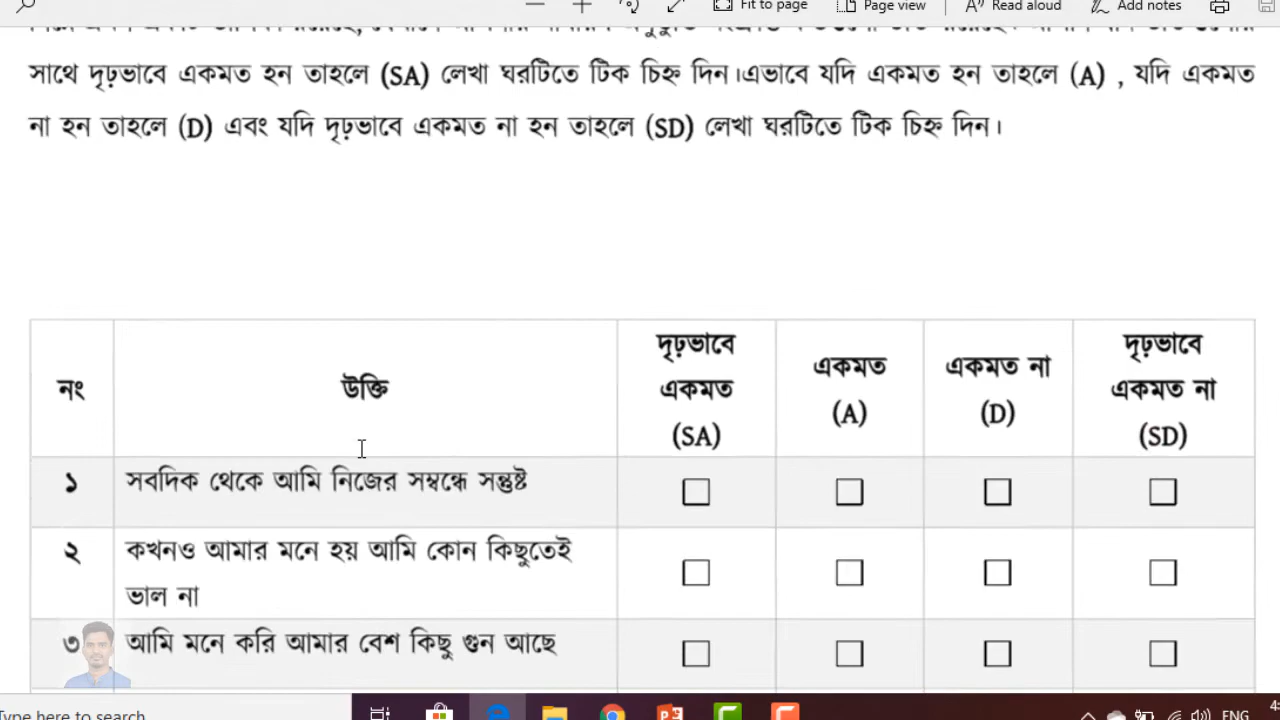 Fit to page
Page view
Read aloud
Add notes
সাথে দৃঢ়ভাবে একমত হন তাহলে (SA) লেখা ঘরটিতে টিক চিহ্ন দিন।এভাবে যদি একমত হন তাহলে (A) , যদি একমত
না হন তাহলে (D) এবং যদি দৃঢ়ভাবে একমত না হন তাহলে (SD) লেখা ঘরটিতে টিক চিহ্ন দিন।
নং
উক্তি
দৃঢ়ভাবে
একমত
(SA)
একমত
(A)
একমত না
(D)
দৃঢ়ভাবে
একমত না
(SD)
১ সবদিক থেকে আমি নিজের সম্বন্ধে সন্তুষ্ট
২ কখনও আমার মনে হয় আমি কোন কিছুতেই
ভাল না
৩ আমি মনে করি আমার বেশ কিছু গুন আছে
Type here to search
ENG